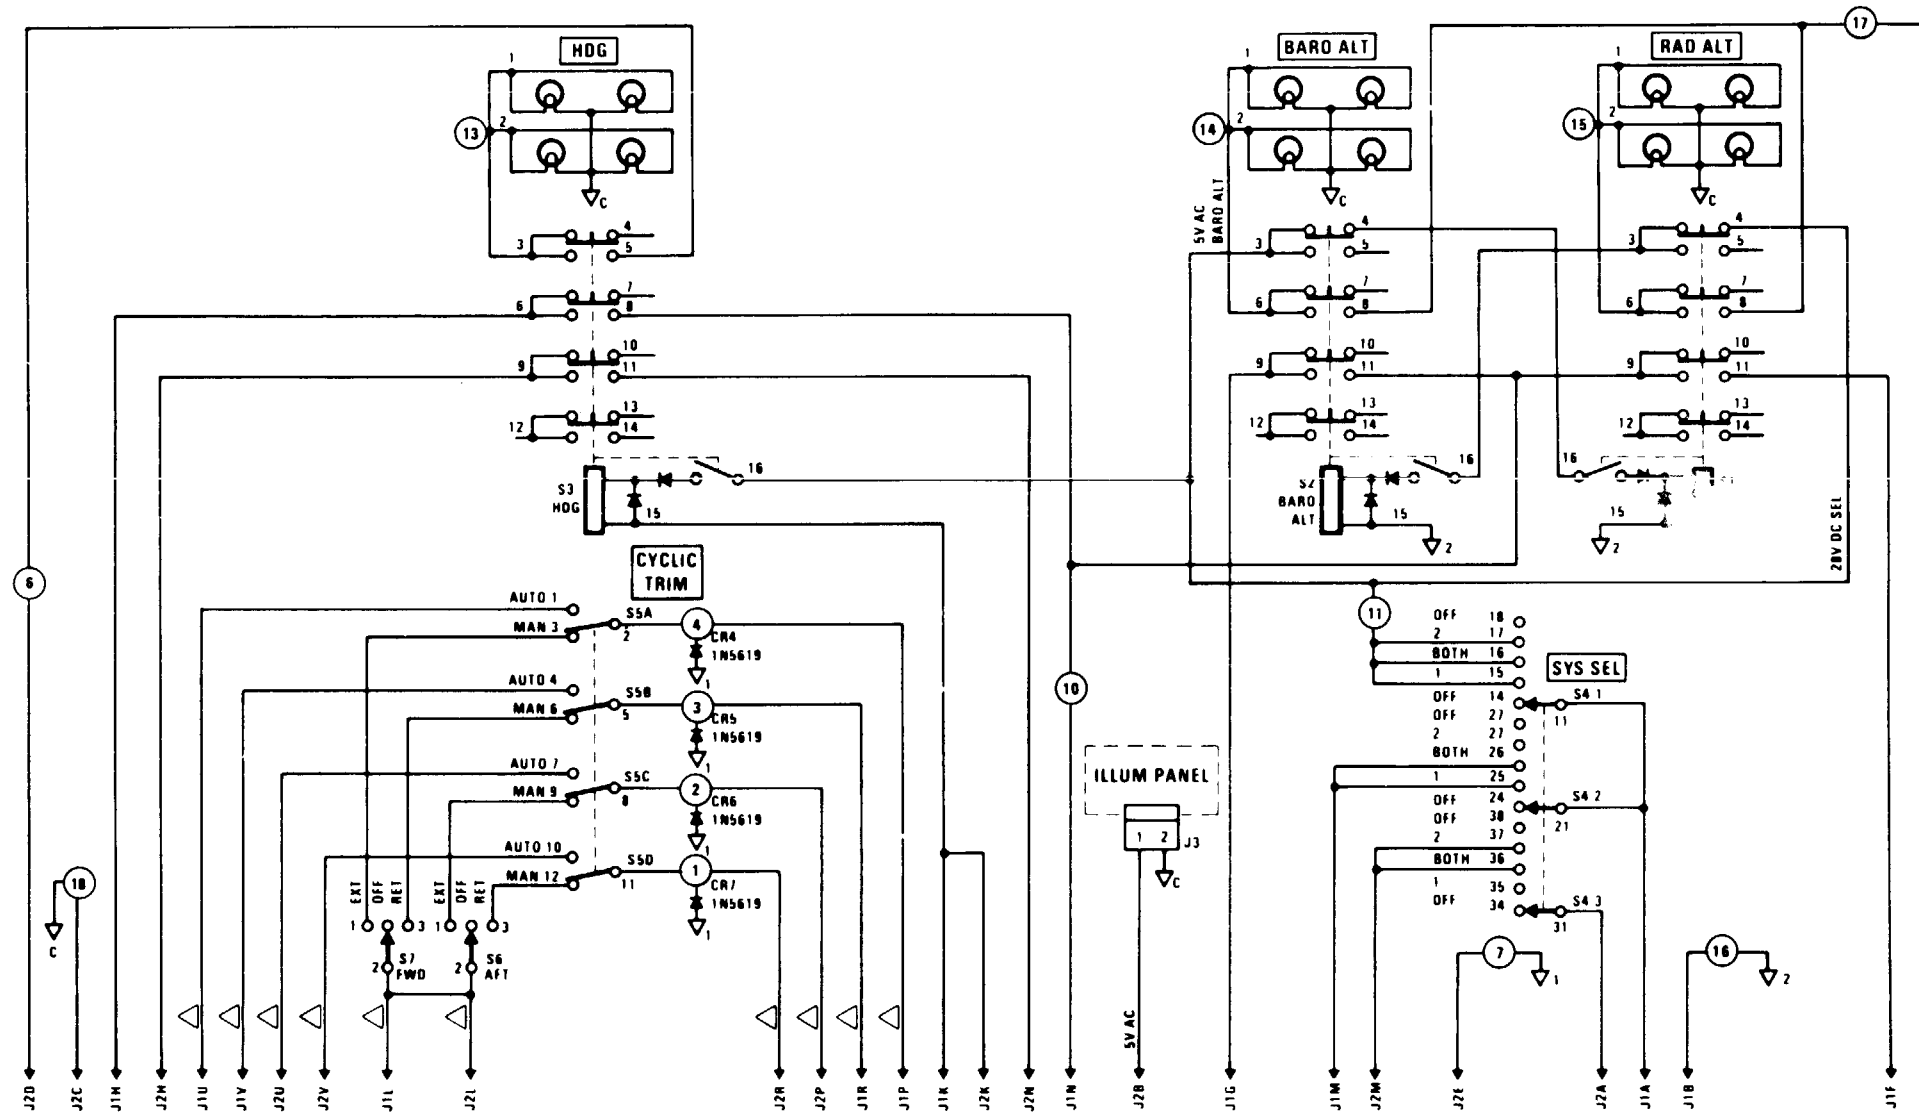 17
HDG
BARO ALT
RAD ALT
1
1
1
13
2
14
2
15
2
C
C
C
5V AC
BARO ALT
3
4
5
3
4
5
3
4
5
6
7
8
6
7
8
6
7
8
9
10
11
9
10
11
9
10
11
12
13
14
12
13
14
12
13
14
16
16
16
S3
HDG
15
S2
BARO
ALT
15
2
15
2
28V DC SEL
6
CYCLIC
TRIM
AUTO 1
MAN 3
S5A
2
4
CR4
1N5619
1
AUTO 4
MAN 6
S5B
5
3
CR5
1N5619
1
AUTO 7
MAN 9
S5C
8
2
CR6
1N5619
1
AUTO 10
MAN 12
S5D
11
1
CR7
1N5619
1
10
11
OFF 18
2 17
BOTH 16
1 15
SYS SEL
OFF 14
S4 1
11
OFF 27
2 27
BOTH 26
1 25
OFF 24
S4 2
21
OFF 38
2 37
BOTH 36
1 35
OFF 34
S4 3
31
ILLUM PANEL
1 2
J3
C
18
C
EXT
OFF
RET
EXT
OFF
RET
1
3
1
3
2
S7
FWD
2
S6
AFT
7
1
16
2
5V AC
J2D
J2C
J1H
J2H
J1U
J1V
J2U
J2V
J1L
J2L
J2R
J2P
J1R
J1P
J1K
J2K
J2N
J1N
J2B
J1G
J1M
J2M
J2E
J2A
J1A
J1B
J1F